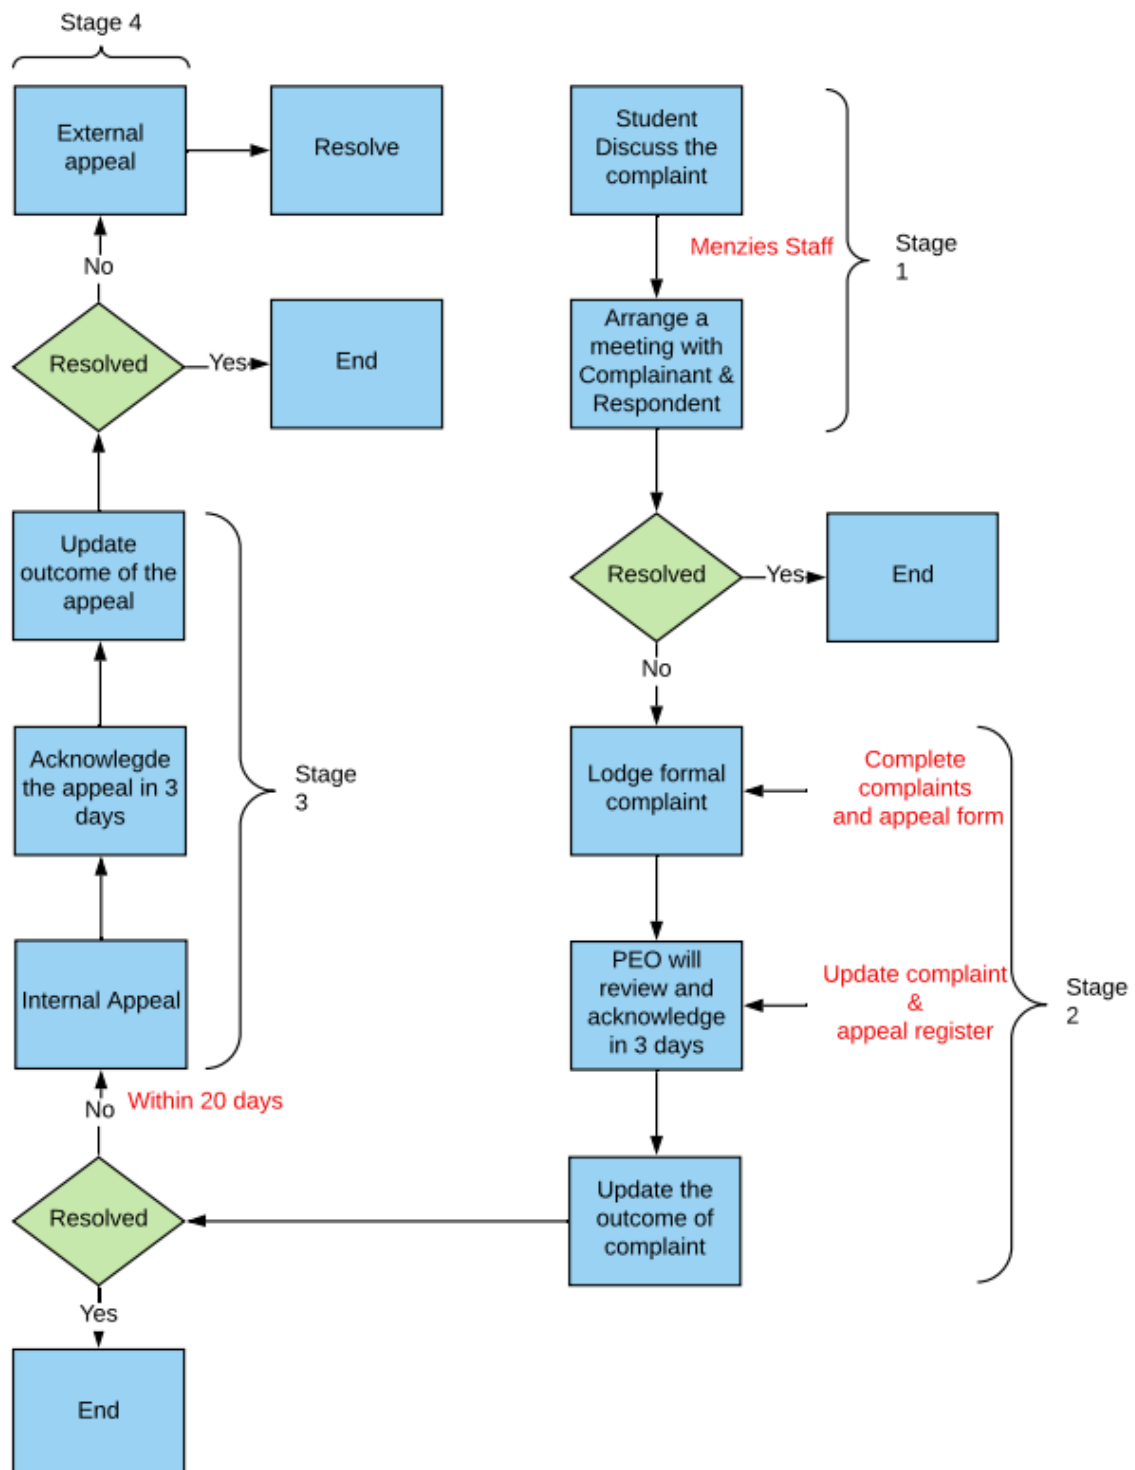 Stage 4
External
appeal
Resolve
No
Resolved
Yes
End
Update
outcome of the
appeal
Acknowlegde
the appeal in 3
days
Stage
3
Internal Appeal
No
Within 20 days
Resolved
Yes
End
Student
Discuss the
complaint
Menzies Staff
Stage
1
Arrange a
meeting with
Complainant &
Respondent
Resolved
Yes
End
No
Lodge formal
complaint
Complete
complaints
and appeal form
PEO will
review and
acknowledge
in 3 days
Update complaint
&
appeal register
Stage
2
Update the
outcome of
complaint